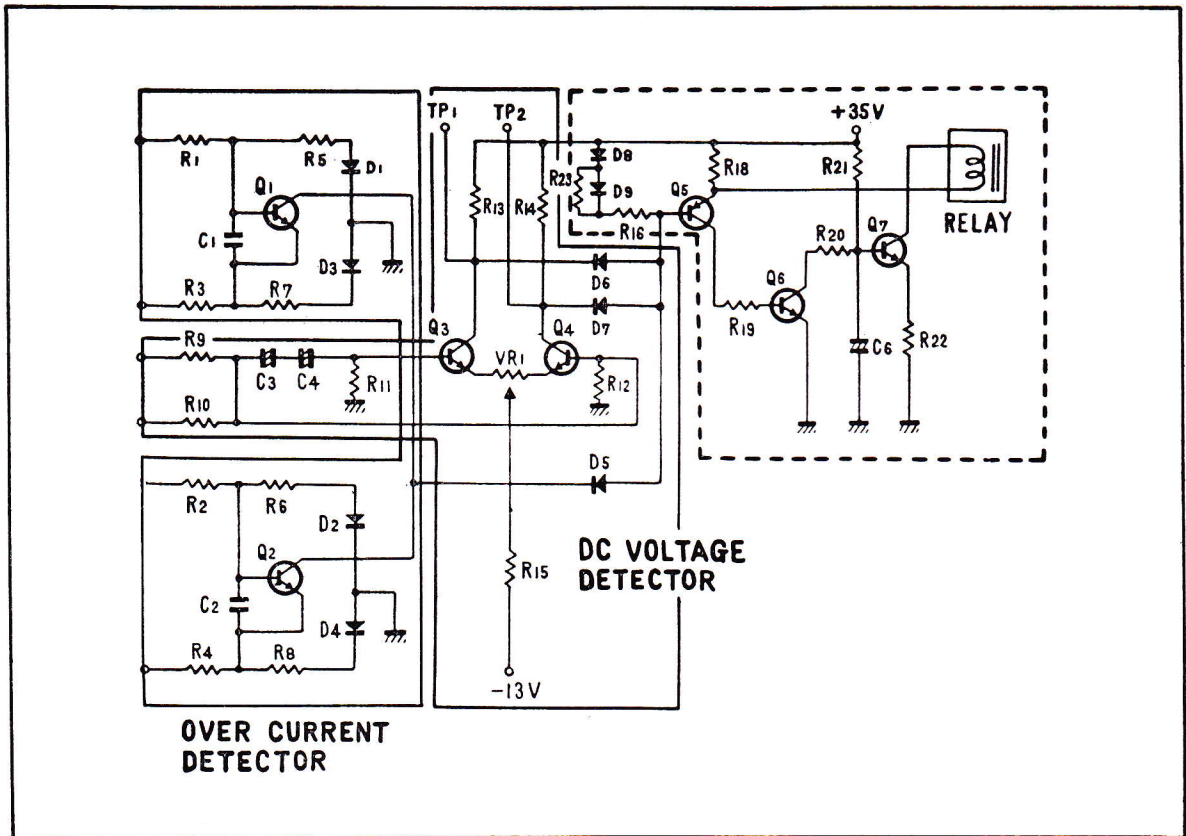 TP1 TP2
+35V
R1 R5 D1
D8
R23 D9 Q5 R18 R21
Q1
R13 R14
R16
RELAY
C1
D3
R20 Q7
D6
Q6
R3 R7
D7
R19
Q3 Q4
C6 R22
R9
VR1
C3 C4 R11 R12
R10
D5
R2 R6
D2
DC VOLTAGE
DETECTOR
Q2
R15
C2
D4
R4 R8
-13V
OVER CURRENT
DETECTOR